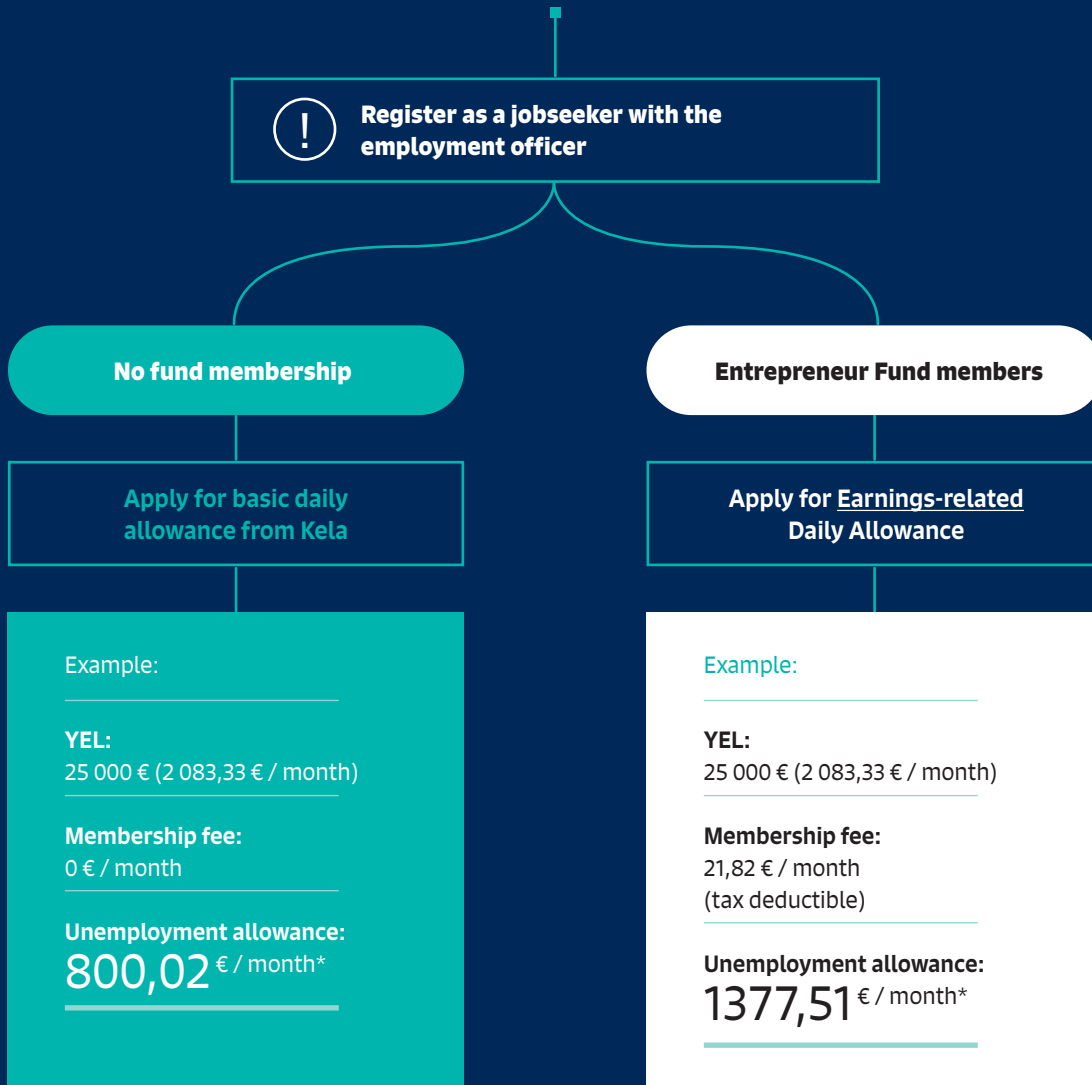 !
Register as a jobseeker with the
employment officer
No fund membership
Apply for basic daily
allowance from Kela
Example:
YEL:
25 000 € (2 083,33 € / month)
Membership fee:
0 € / month
Unemployment allowance:
800,02 € / month*
Entrepreneur Fund members
Apply for Earnings-related
Daily Allowance
Example:
YEL:
25 000 € (2 083,33 € / month)
Membership fee:
21,82 € / month
(tax deductible)
Unemployment allowance:
1377,51 € / month*